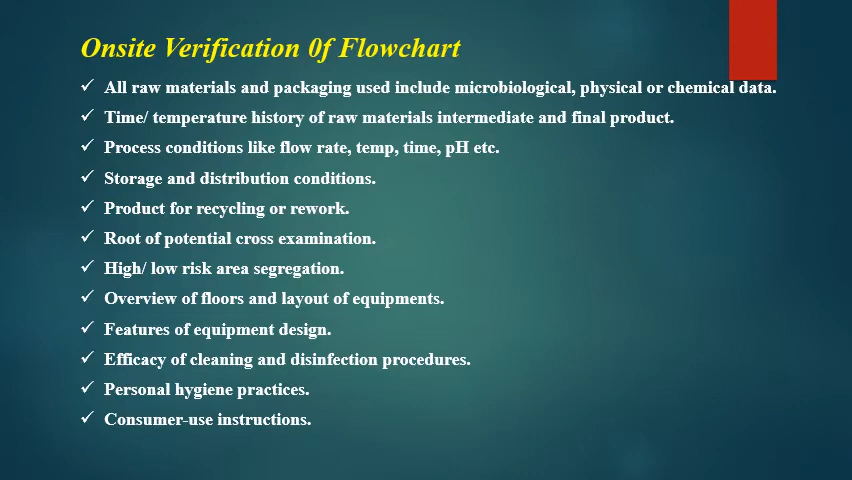 Onsite Verification 0f Flowchart
✓ All raw materials and packaging used include microbiological, physical or chemical data.
✓ Time/ temperature history of raw materials intermediate and final product.
✓ Process conditions like flow rate, temp, time, pH etc.
✓ Storage and distribution conditions.
✓ Product for recycling or rework.
✓ Root of potential cross examination.
✓ High/ low risk area segregation.
✓ Overview of floors and layout of equipments.
✓ Features of equipment design.
✓ Efficacy of cleaning and disinfection procedures.
✓ Personal hygiene practices.
✓ Consumer-use instructions.